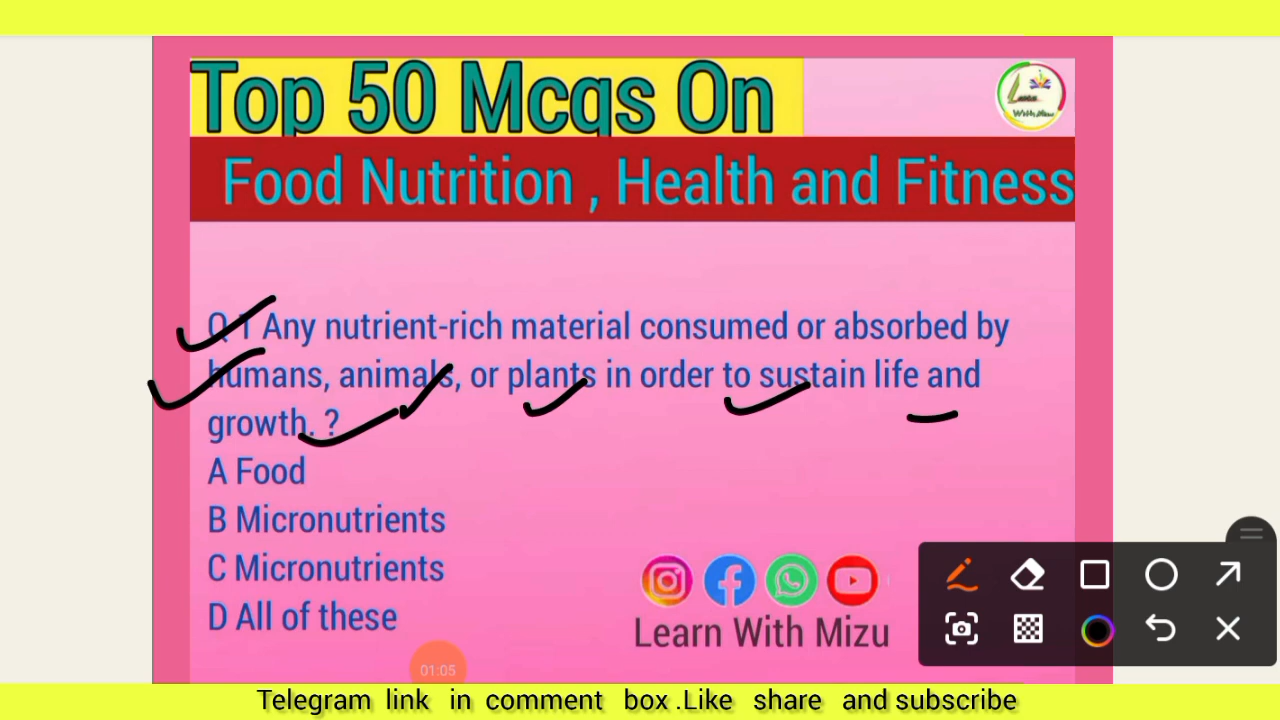 Top 50 Mcqs On
Food Nutrition , Health and Fitness
Q 1 Any nutrient-rich material consumed or absorbed by
humans, animals, or plants in order to sustain life and
growth. ?
A Food
B Micronutrients
C Micronutrients
D All of these
Learn With Mizu
01:05
Telegram link in comment box .Like share and subscribe